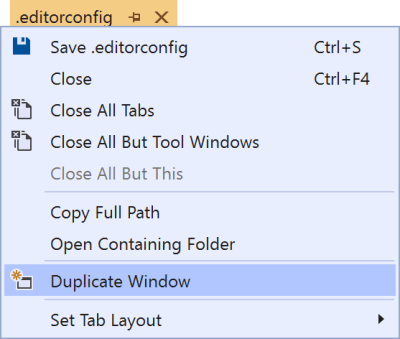 .editorconfig
Save .editorconfig Ctrl+S
Close Ctrl+F4
Close All Tabs
Close All But Tool Windows
Close All But This
Copy Full Path
Open Containing Folder
Duplicate Window
Set Tab Layout